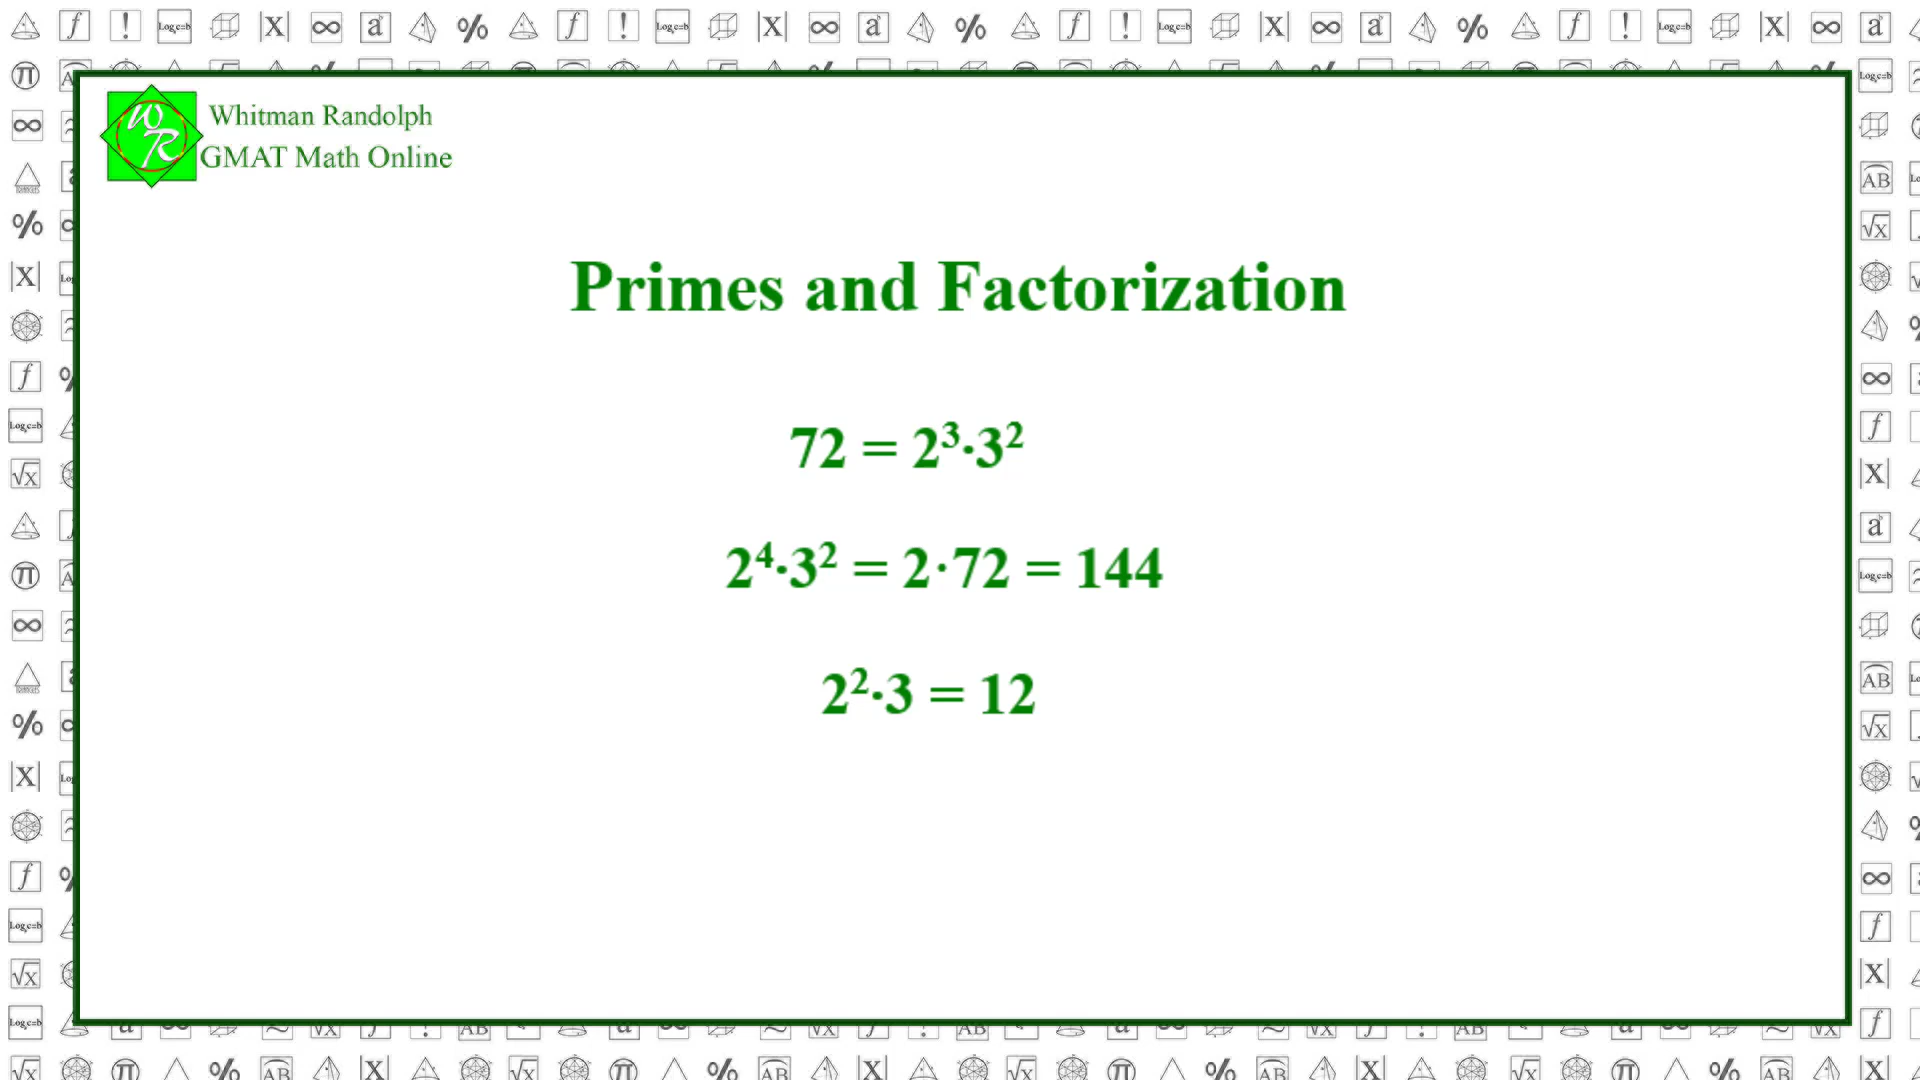 Whitman Randolph
GMAT Math Online
Primes and Factorization
72 = 2³·3²
2⁴·3² = 2·72 = 144
2²·3 = 12